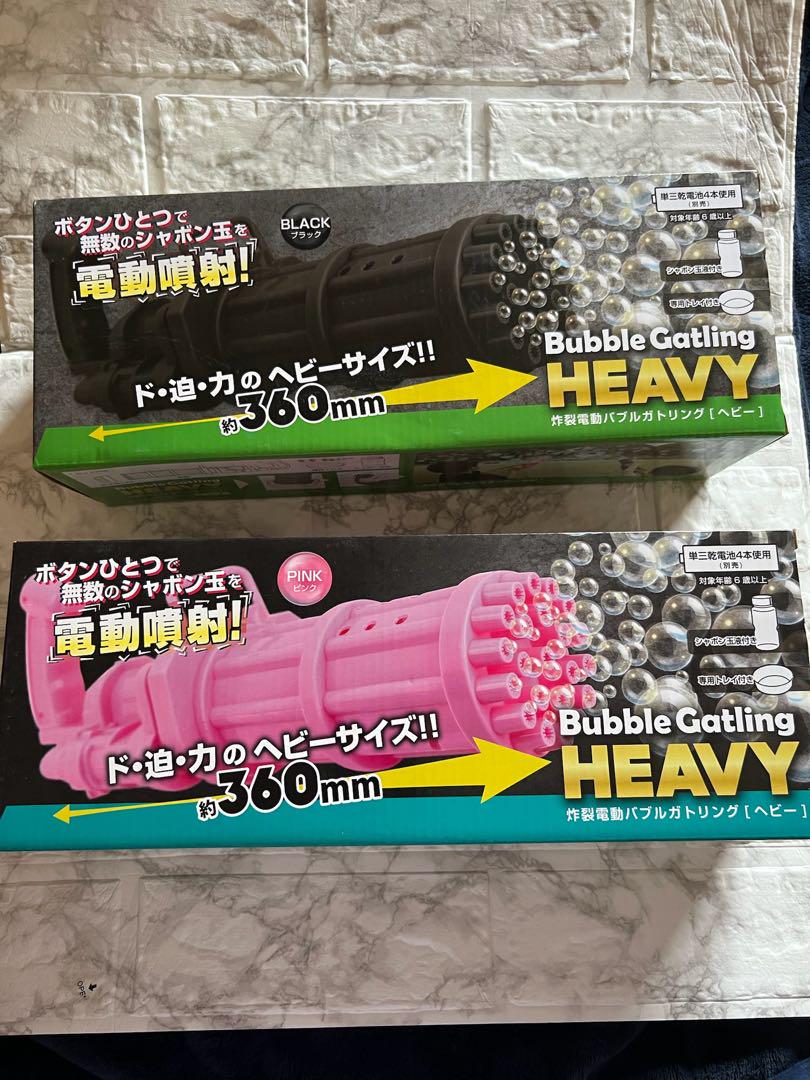 ボタンひとつで
無数のシャボン玉を
電動噴射!
BLACK
ブラック
単三乾電池4本使用
(別売)
対象年齢6歳以上
シャボン玉液付き
専用トレイ付き
ド・迫・力のヘビーサイズ!!
約360mm
Bubble Gatling
HEAVY
炸裂電動バブルガトリング[ヘビー]
Bubble Gatling
HEAVY
ボタンひとつで
無数のシャボン玉を
電動噴射!
PINK
ピンク
単三乾電池4本使用
(別売)
対象年齢6歳以上
シャボン玉液付き
専用トレイ付き
ド・迫・力のヘビーサイズ!!
約360mm
Bubble Gatling
HEAVY
炸裂電動バブルガトリング[ヘビー]
OPEN